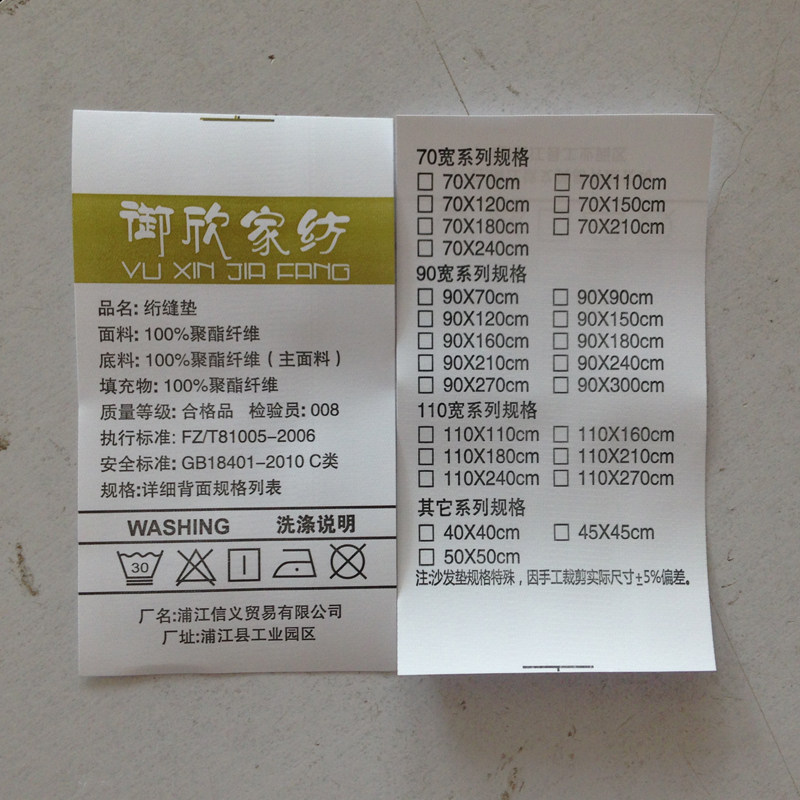 御欣家纺
YU XIN JIA FANG
品名: 绗缝垫
面料: 100%聚酯纤维
底料: 100%聚酯纤维（主面料）
填充物: 100%聚酯纤维
质量等级: 合格品 检验员: 008
执行标准: FZ/T81005-2006
安全标准: GB18401-2010 C类
规格:详细背面规格列表
WASHING 洗涤说明
30
厂名:浦江信义贸易有限公司
厂址:浦江县工业园区
70宽系列规格
□ 70X70cm □ 70X110cm
□ 70X120cm □ 70X150cm
□ 70X180cm □ 70X210cm
□ 70X240cm
90宽系列规格
□ 90X70cm □ 90X90cm
□ 90X120cm □ 90X150cm
□ 90X160cm □ 90X180cm
□ 90X210cm □ 90X240cm
□ 90X270cm □ 90X300cm
110宽系列规格
□ 110X110cm □ 110X160cm
□ 110X180cm □ 110X210cm
□ 110X240cm □ 110X270cm
其它系列规格
□ 40X40cm □ 45X45cm
□ 50X50cm
注:沙发垫规格特殊，因手工裁剪实际尺寸±5%偏差。